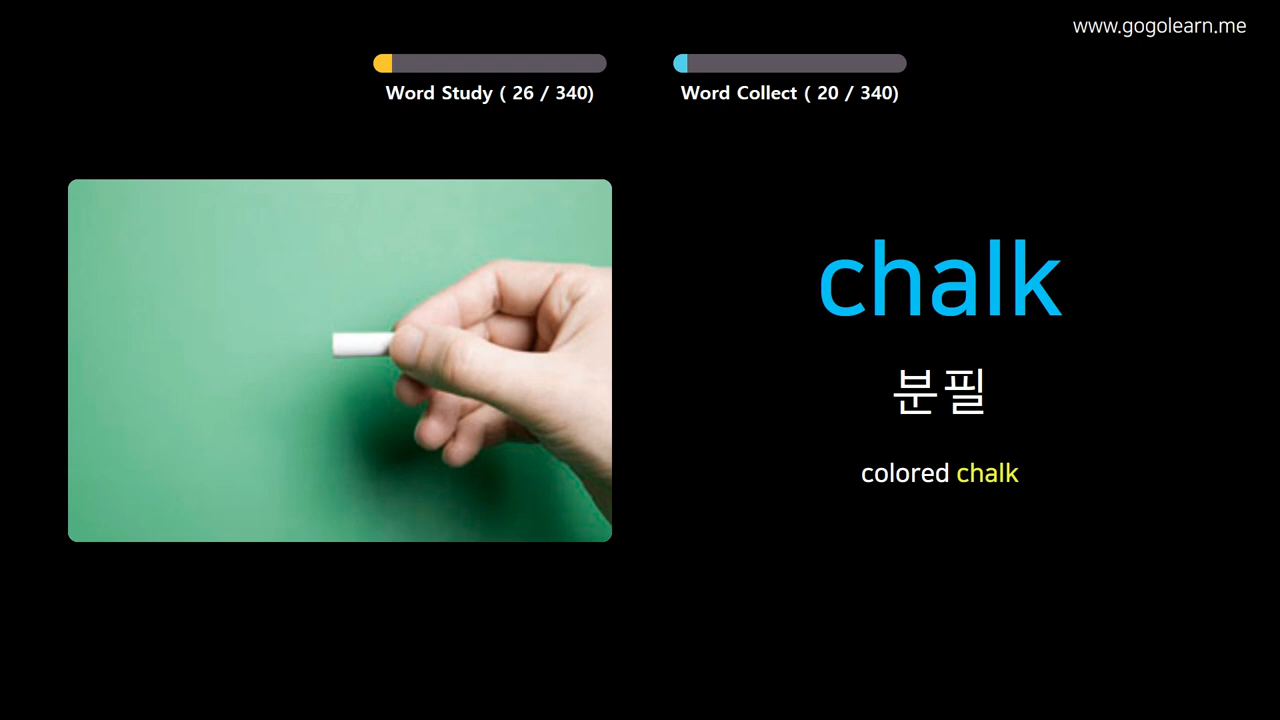 www.gogolearn.me
Word Study ( 26 / 340)
Word Collect ( 20 / 340)
chalk
분필
colored chalk